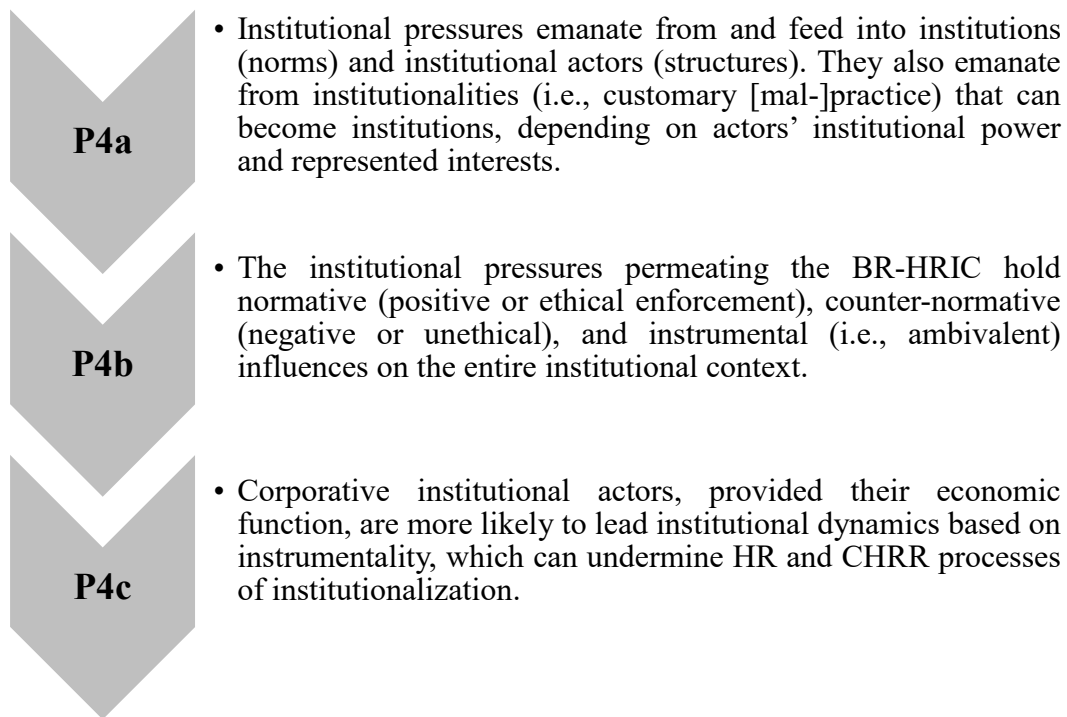 P4a
• Institutional pressures emanate from and feed into institutions
(norms) and institutional actors (structures). They also emanate
from institutionalities (i.e., customary [mal-]practice) that can
become institutions, depending on actors’ institutional power
and represented interests.
P4b
• The institutional pressures permeating the BR-HRIC hold
normative (positive or ethical enforcement), counter-normative
(negative or unethical), and instrumental (i.e., ambivalent)
influences on the entire institutional context.
P4c
• Corporative institutional actors, provided their economic
function, are more likely to lead institutional dynamics based on
instrumentality, which can undermine HR and CHRR processes
of institutionalization.